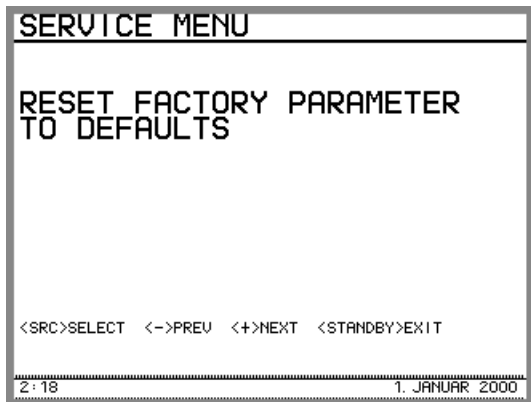 SERVICE MENU
RESET FACTORY PARAMETER
TO DEFAULTS
<SRC>SELECT <->PREV <+>NEXT <STANDBY>EXIT
2:18 1. JANUAR 2000